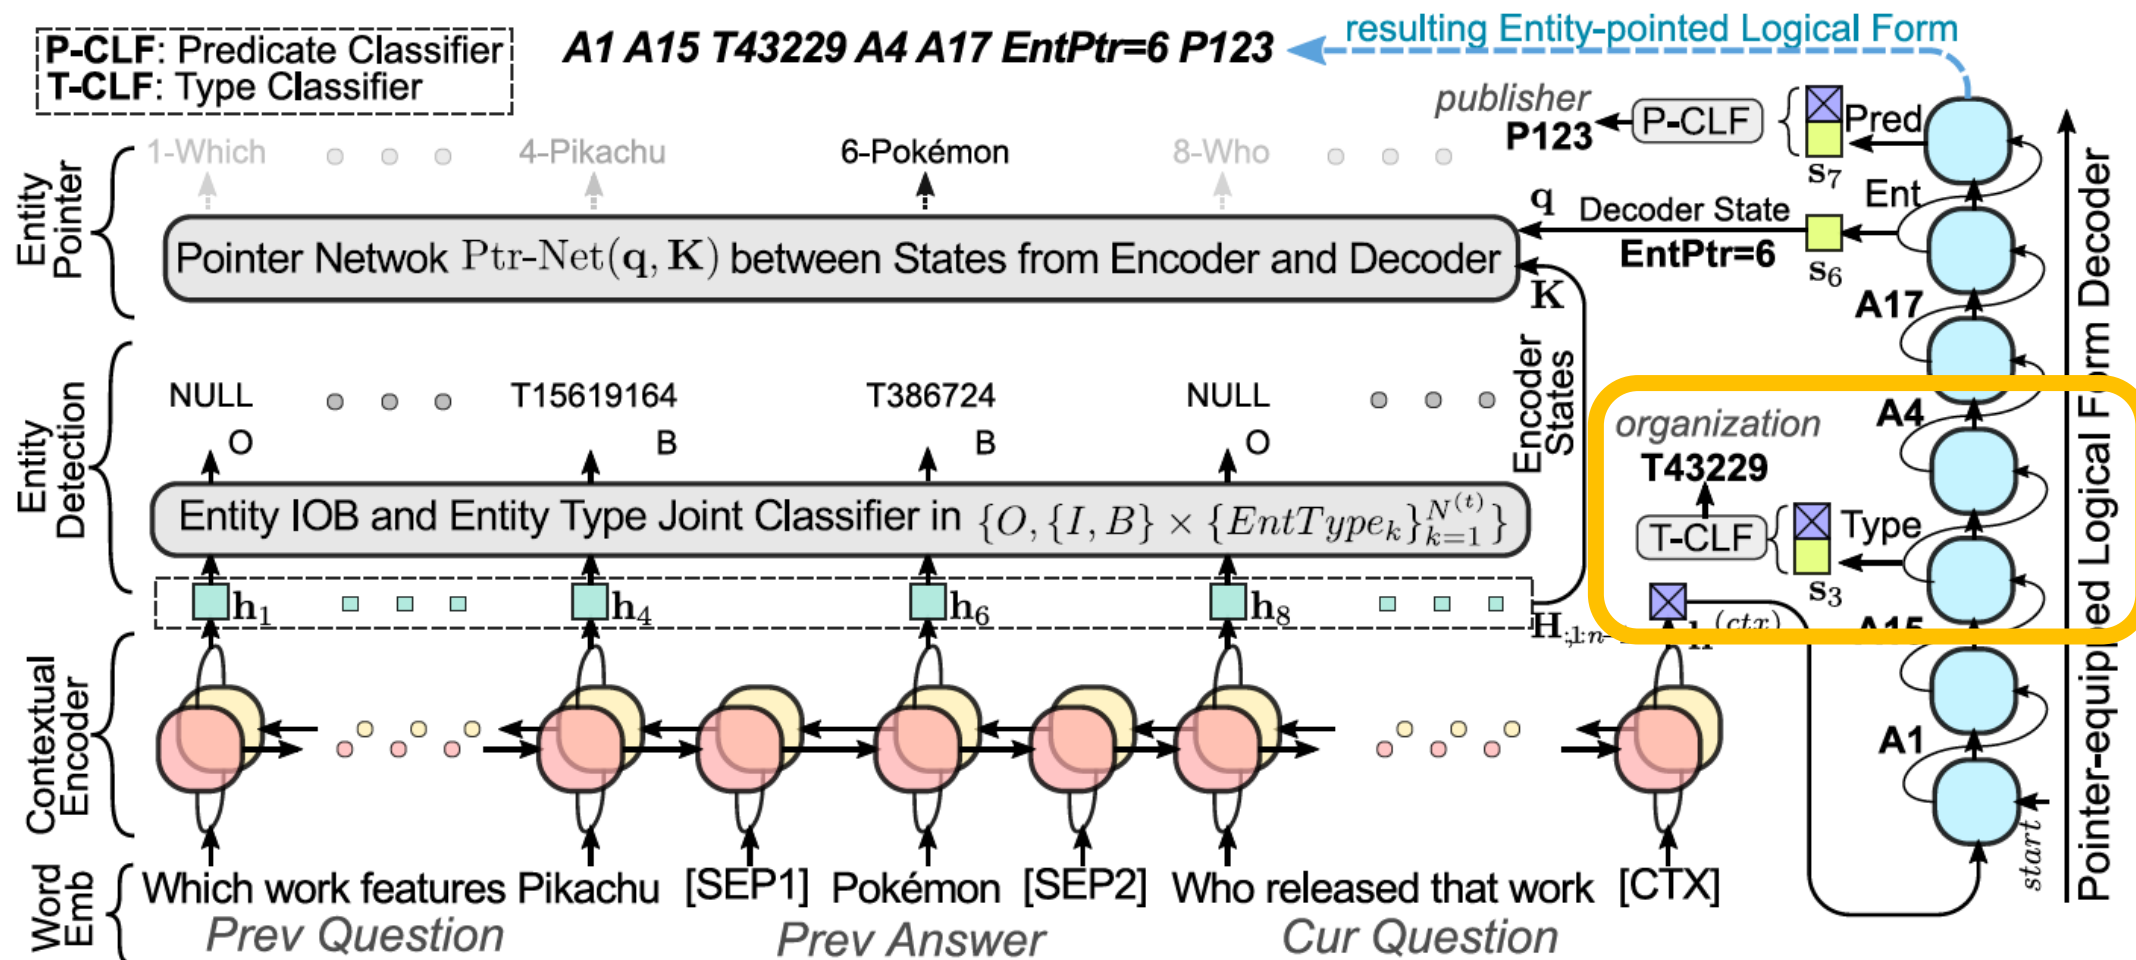 P-CLF: Predicate Classifier
T-CLF: Type Classifier
A1 A15 T43229 A4 A17 EntPtr=6 P123
resulting Entity-pointed Logical Form
publisher
P123
P-CLF
Pred
s₇
Entity Pointer
1-Which
4-Pikachu
6-Pokémon
8-Who
Pointer Netwok Ptr-Net(q, K) between States from Encoder and Decoder
q
Decoder State
EntPtr=6
K
Ent
s₆
A17
Encoder States
Entity Detection
NULL
T15619164
T386724
NULL
O
B
B
O
Entity IOB and Entity Type Joint Classifier in {O, {I, B} × {EntType_k}_{k=1}^{N^{(t)}}}
organization
T43229
T-CLF
Type
s₃
A4
h₁
h₄
h₆
h₈
(ctx)
A15
Contextual Encoder
A1
start
Pointer-equipped Logical Form Decoder
Word Emb
Which work features Pikachu [SEP1] Pokémon [SEP2] Who released that work [CTX]
Prev Question
Prev Answer
Cur Question